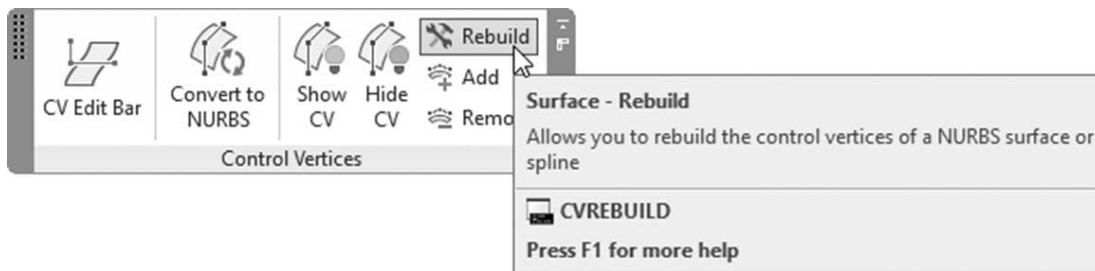 CV Edit Bar
Convert to
NURBS
Show
CV
Hide
CV
Rebuild
Add
Remo
Control Vertices
Surface - Rebuild
Allows you to rebuild the control vertices of a NURBS surface or
spline
CVREBUILD
Press F1 for more help